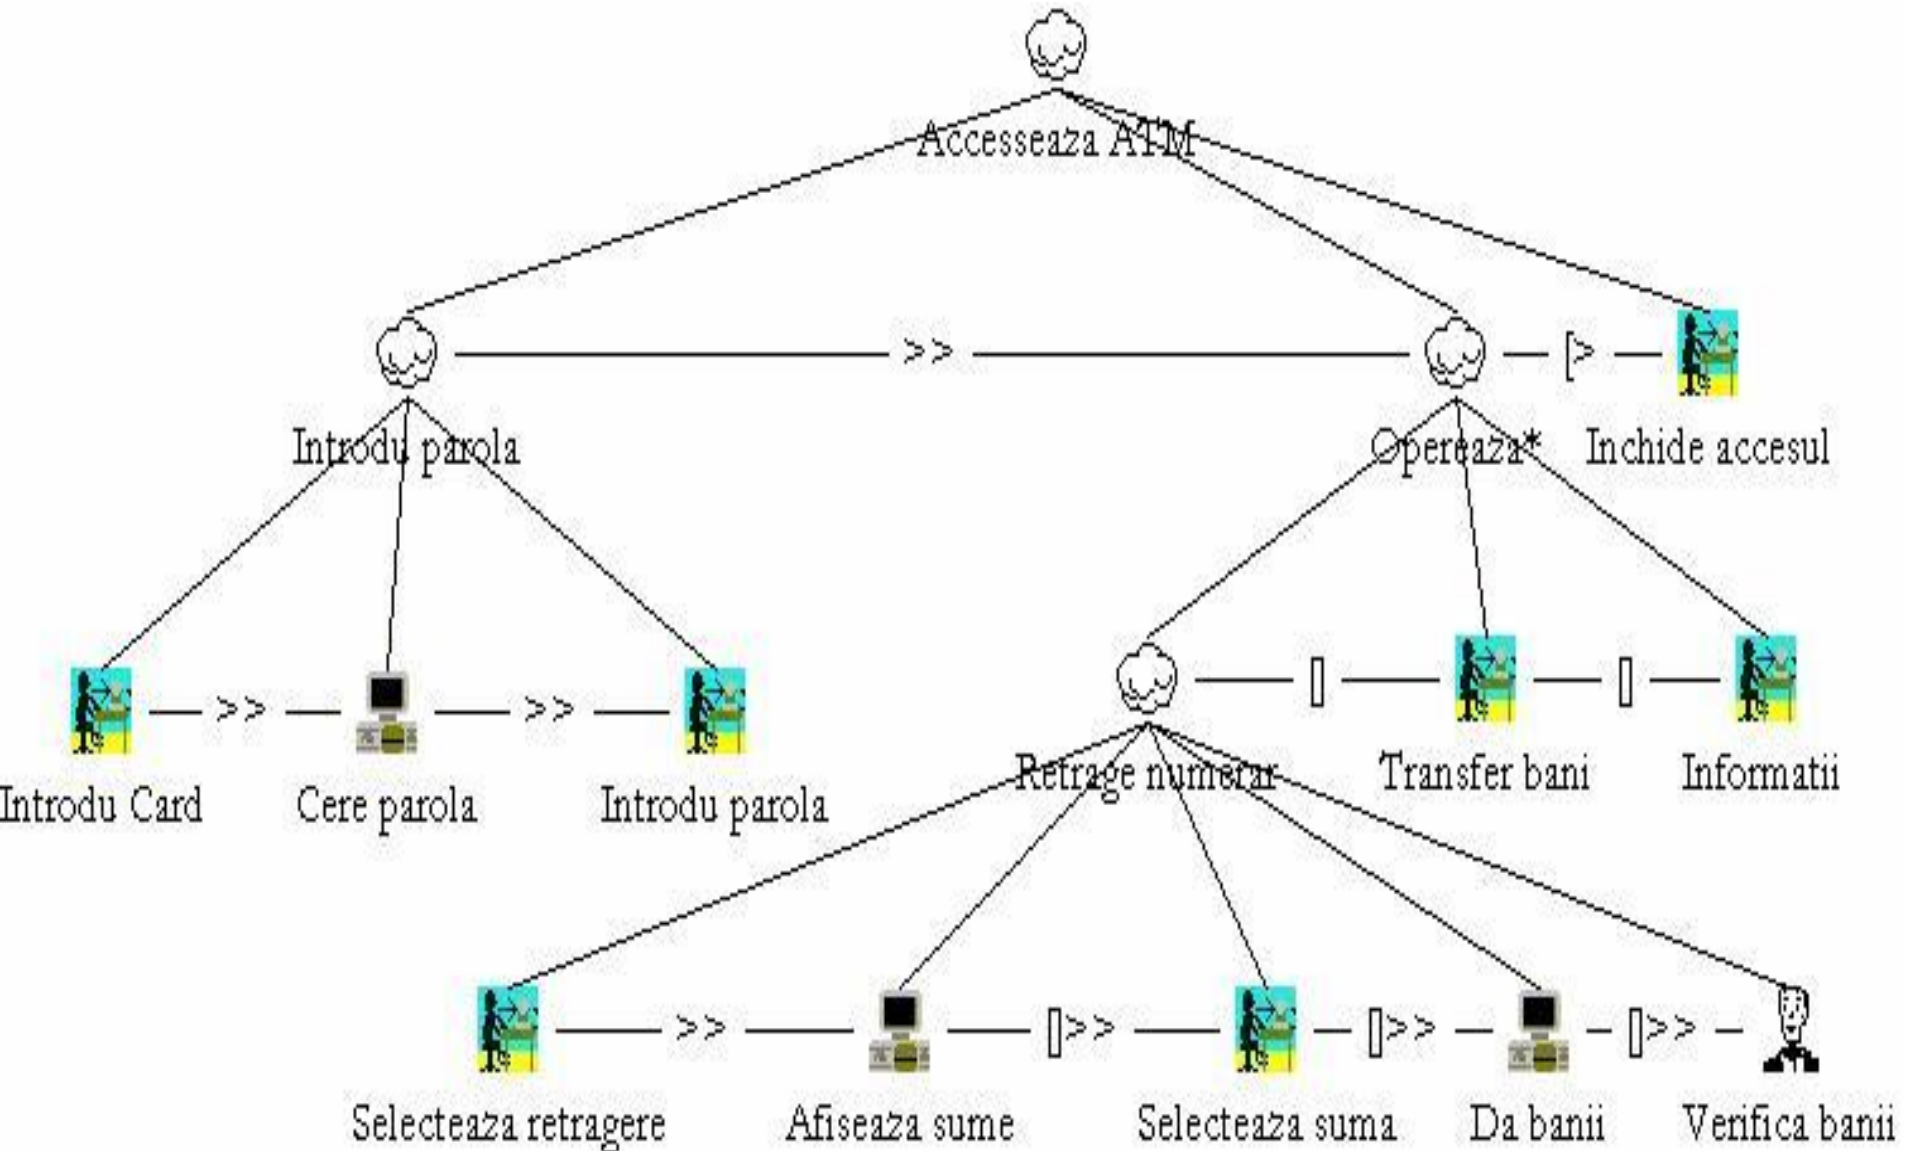 Accesseaza ATM
>> [>
Introdu parola Opereaza* Inchide accesul
>> >> [] []
Retrage numerar Transfer bani Informatii
Introdu Card Cere parola Introdu parola
>> []>> []>> []>>
Selecteaza retragere Afiseaza sume Selecteaza suma Da banii Verifica banii